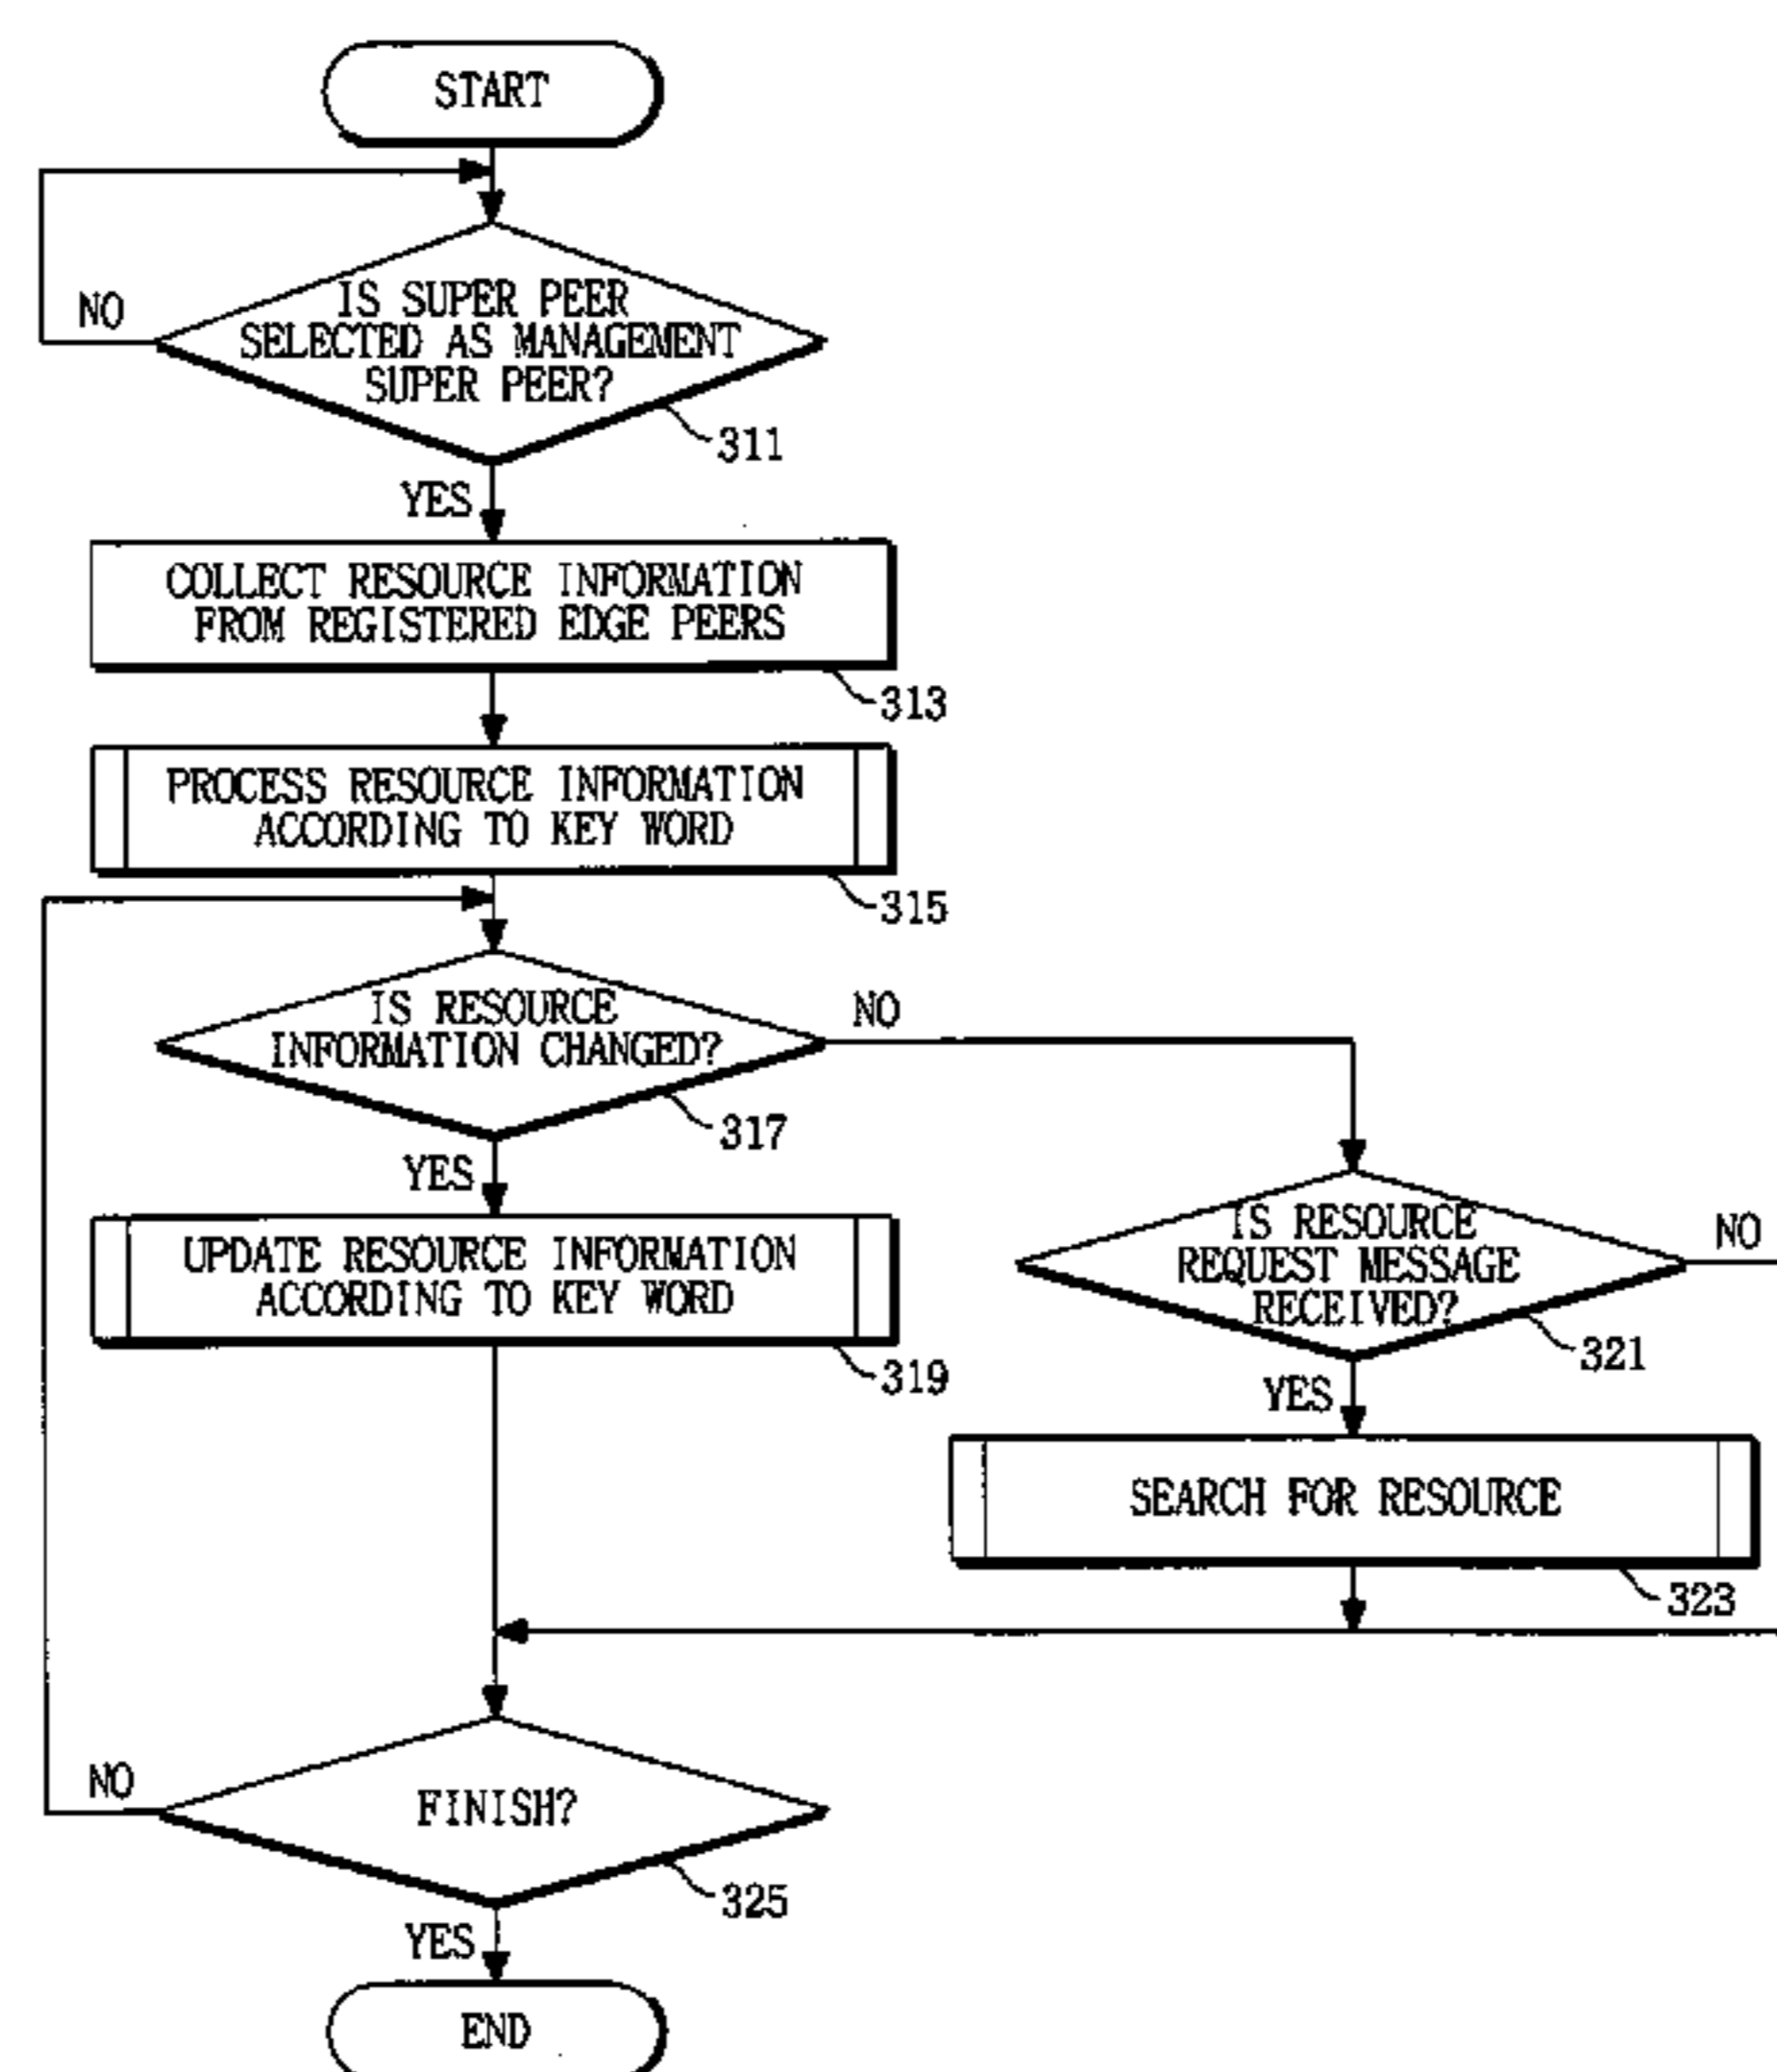 START
NO
IS SUPER PEER
SELECTED AS MANAGEMENT
SUPER PEER?
311
YES
COLLECT RESOURCE INFORMATION
FROM REGISTERED EDGE PEERS
313
PROCESS RESOURCE INFORMATION
ACCORDING TO KEY WORD
315
IS RESOURCE
INFORMATION CHANGED?
NO
317
YES
UPDATE RESOURCE INFORMATION
ACCORDING TO KEY WORD
319
IS RESOURCE
REQUEST MESSAGE
RECEIVED?
NO
321
YES
SEARCH FOR RESOURCE
323
NO
FINISH?
325
YES
END